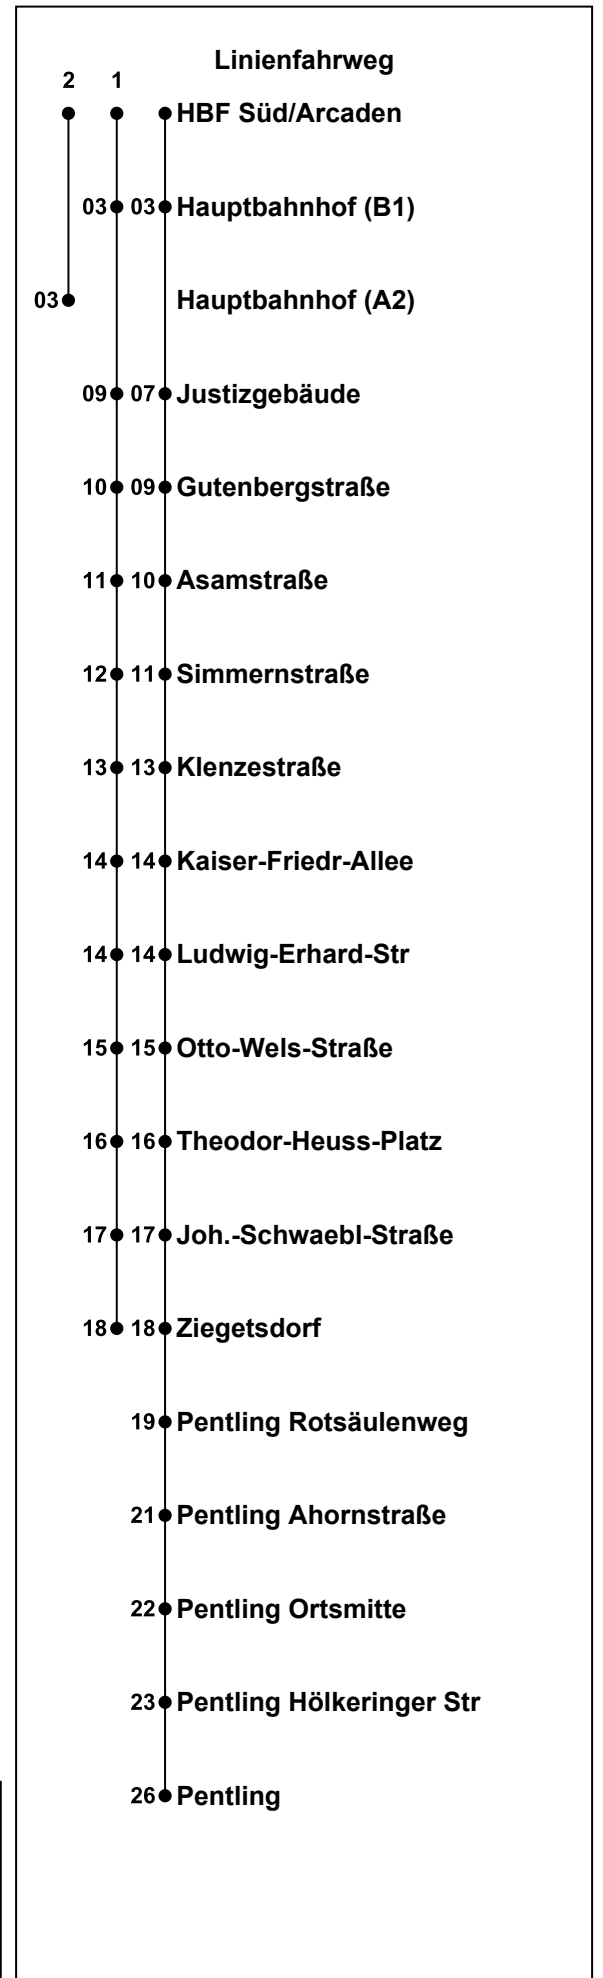 Linienfahrweg
2 1
HBF Süd/Arcaden
03 03 Hauptbahnhof (B1)
03 Hauptbahnhof (A2)
09 07 Justizgebäude
10 09 Gutenbergstraße
11 10 Asamstraße
12 11 Simmernstraße
13 13 Klenzestraße
14 14 Kaiser-Friedr-Allee
14 14 Ludwig-Erhard-Str
15 15 Otto-Wels-Straße
16 16 Theodor-Heuss-Platz
17 17 Joh.-Schwaebl-Straße
18 18 Ziegetsdorf
19 Pentling Rotsäulenweg
21 Pentling Ahornstraße
22 Pentling Ortsmitte
23 Pentling Hölkeringer Str
26 Pentling